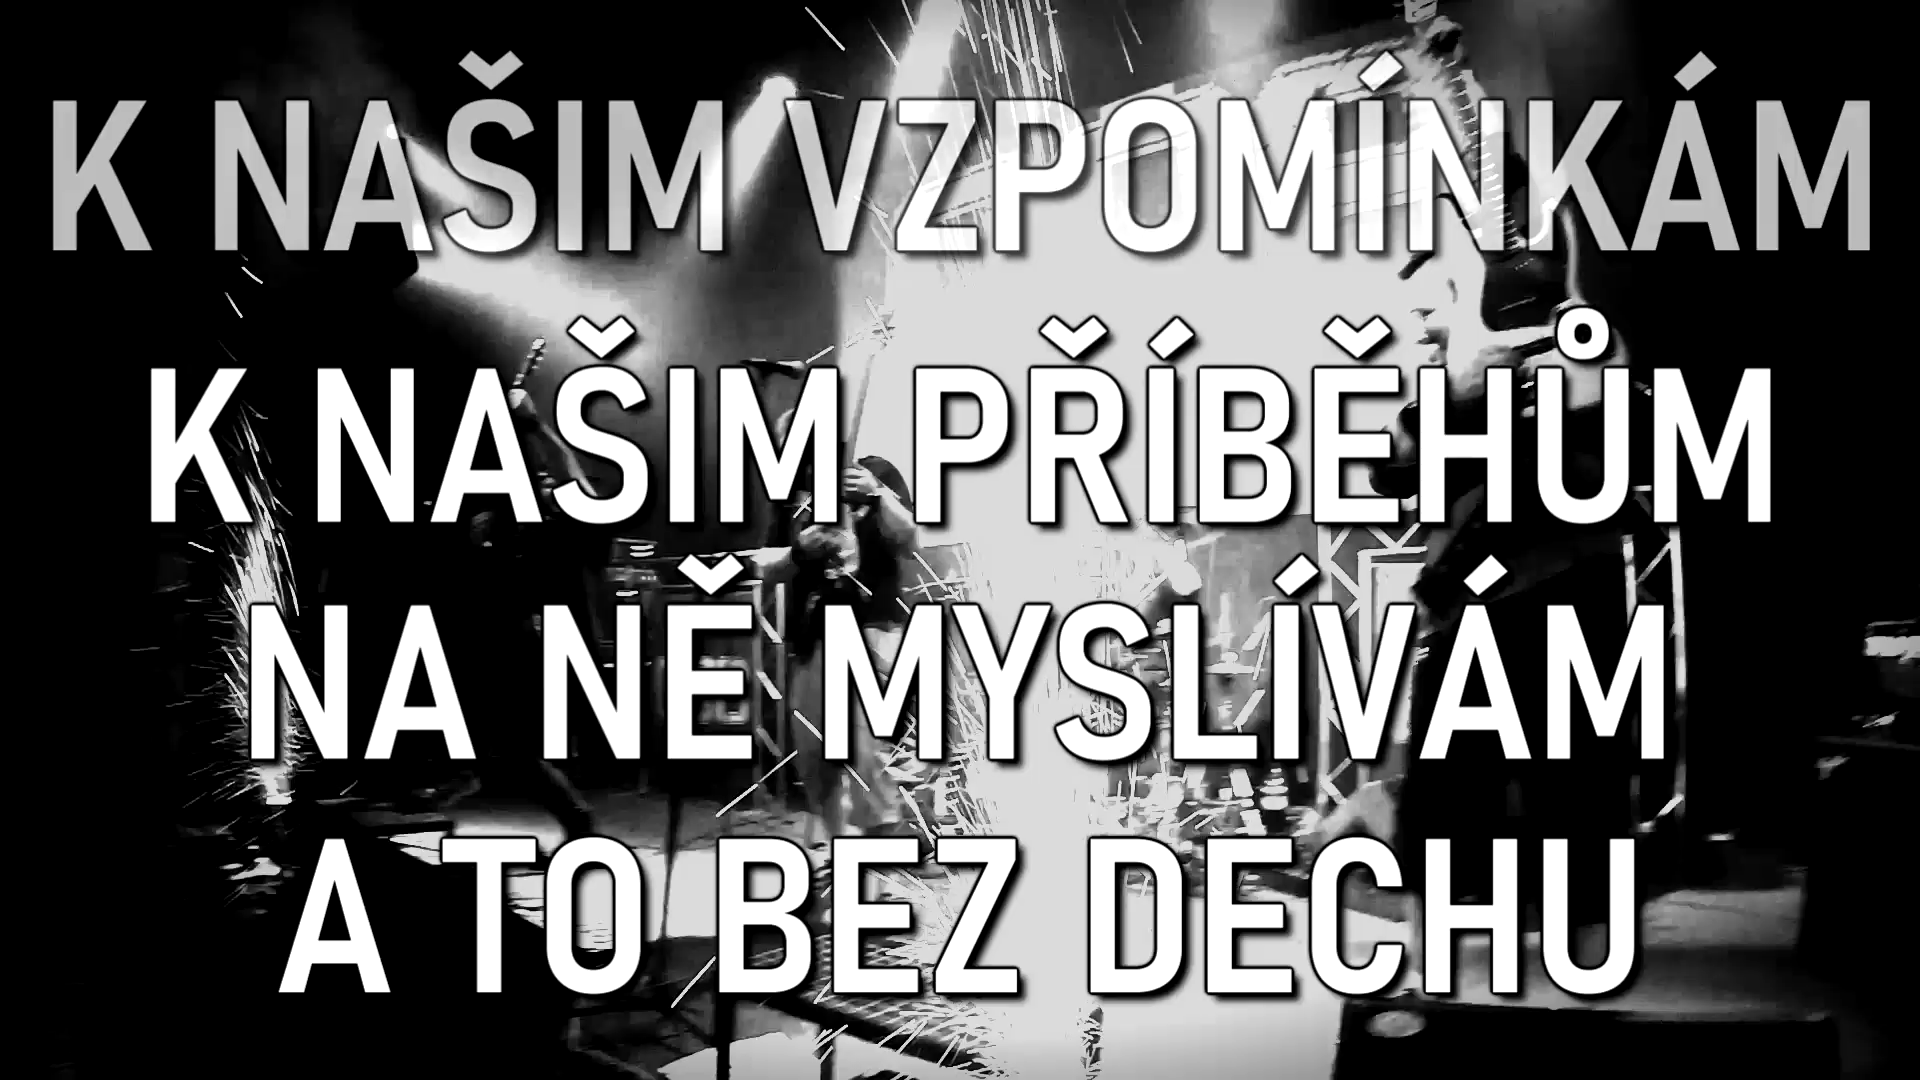 K NAŠIM VZPOMÍNKÁM
K NAŠIM PŘÍBĚHŮM
NA NĚ MYSLÍVÁM
A TO BEZ DECHU